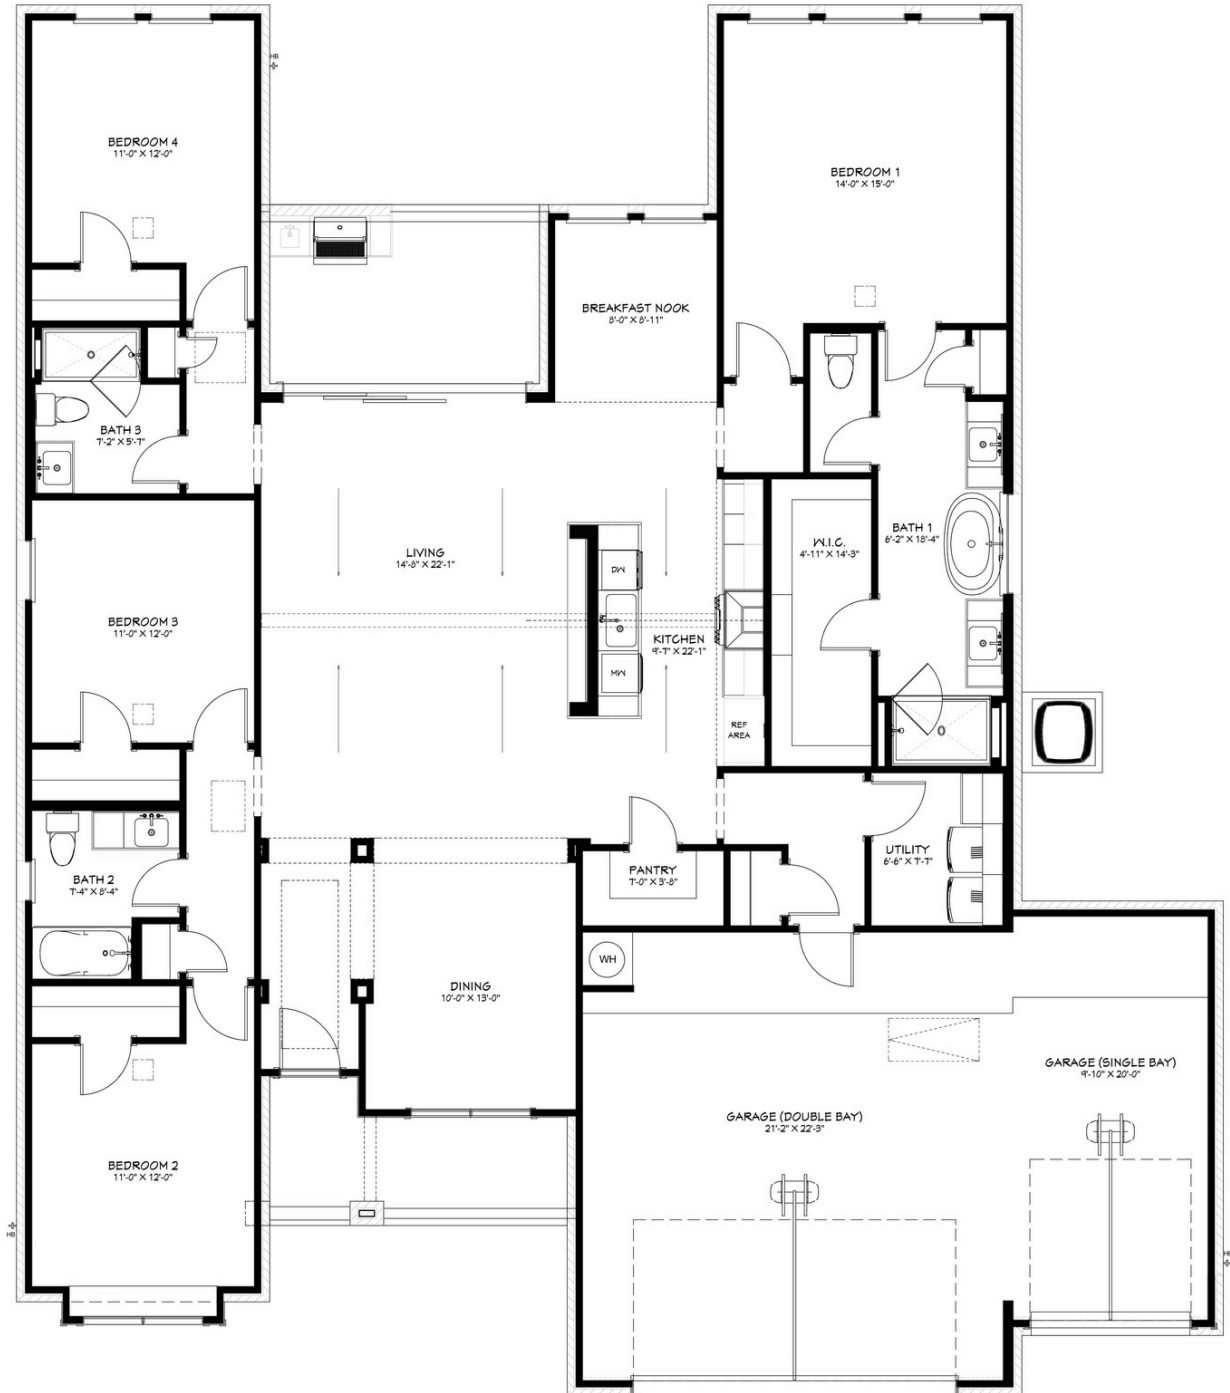 HB
BEDROOM 4
11'-0" X 12'-0"
BEDROOM 1
14'-0" X 15'-0"
BREAKFAST NOOK
8'-0" X 8'-11"
BATH 3
7'-2" X 5'-7"
BATH 1
6'-2" X 18'-4"
W.I.C.
4'-11" X 14'-3"
LIVING
14'-8" X 22'-1"
DW
BEDROOM 3
11'-0" X 12'-0"
KITCHEN
9'-7" X 22'-1"
MW
REF
AREA
UTILITY
6'-6" X 7'-7"
PANTRY
7'-0" X 3'-8"
BATH 2
7'-4" X 8'-4"
WH
DINING
10'-0" X 13'-0"
GARAGE (SINGLE BAY)
9'-10" X 20'-0"
GARAGE (DOUBLE BAY)
21'-2" X 22'-3"
BEDROOM 2
11'-0" X 12'-0"
HB
HB